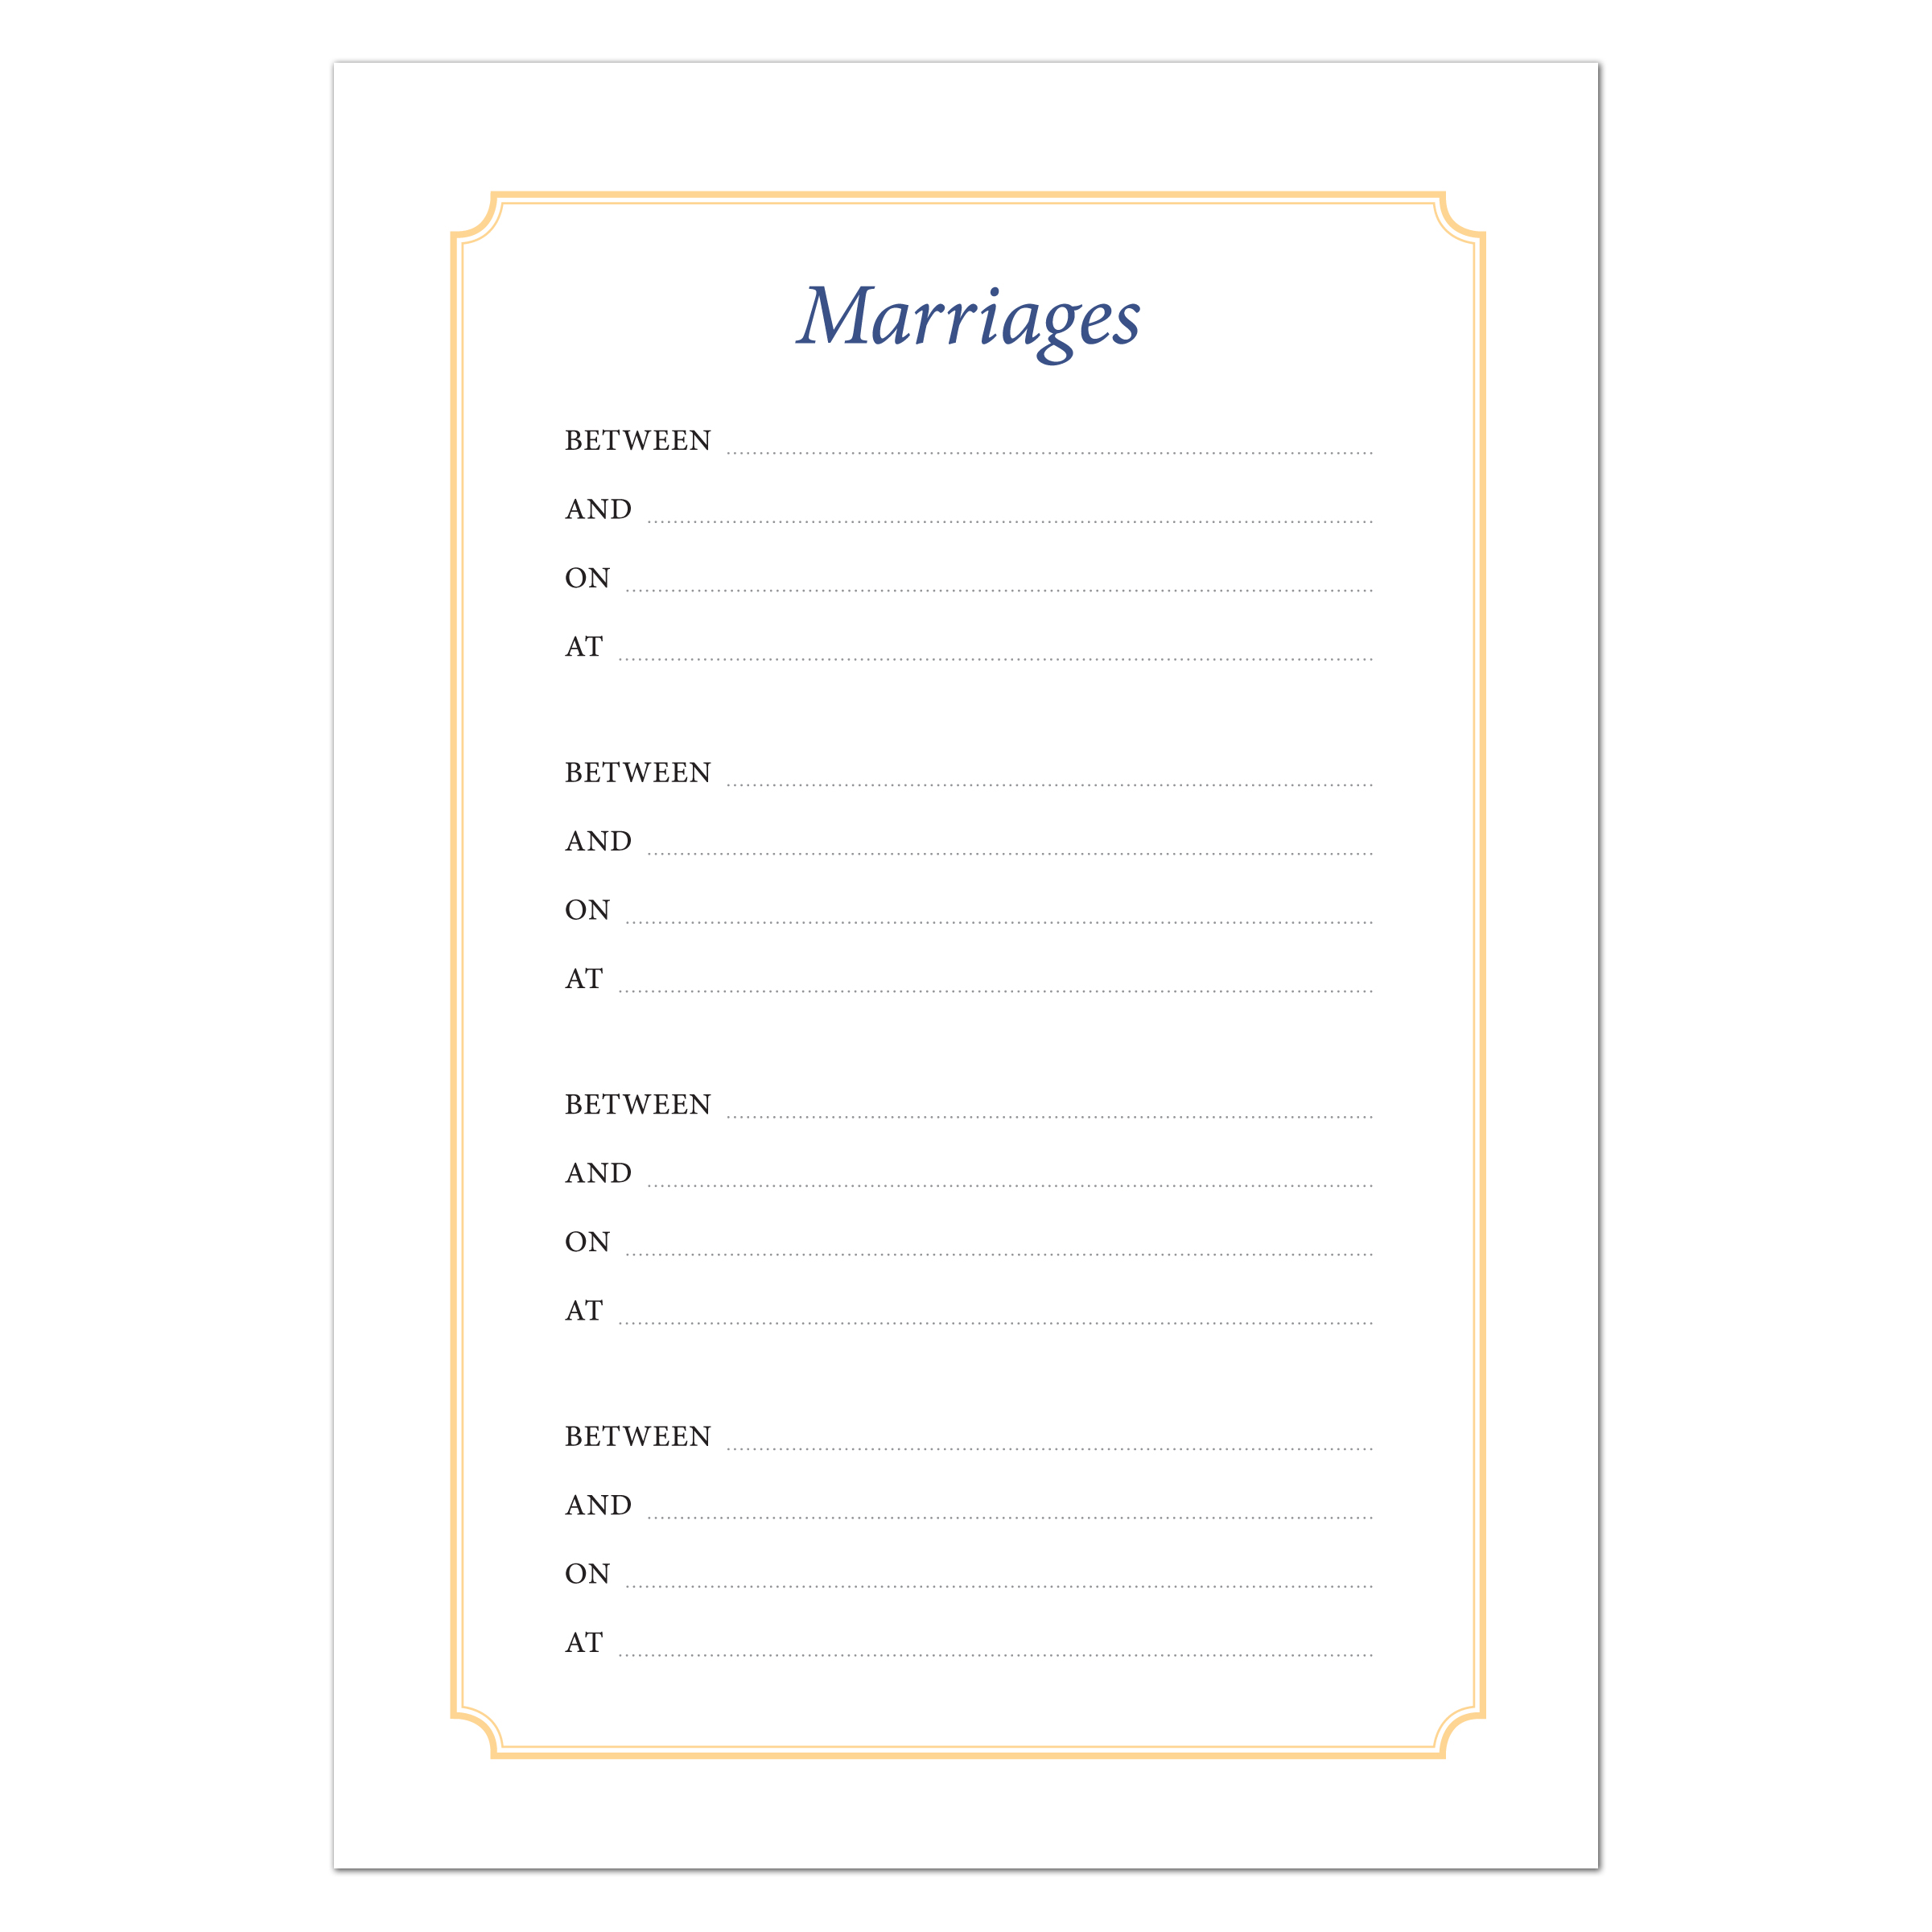 Marriages
BETWEEN
AND
ON
AT
BETWEEN
AND
ON
AT
BETWEEN
AND
ON
AT
BETWEEN
AND
ON
AT